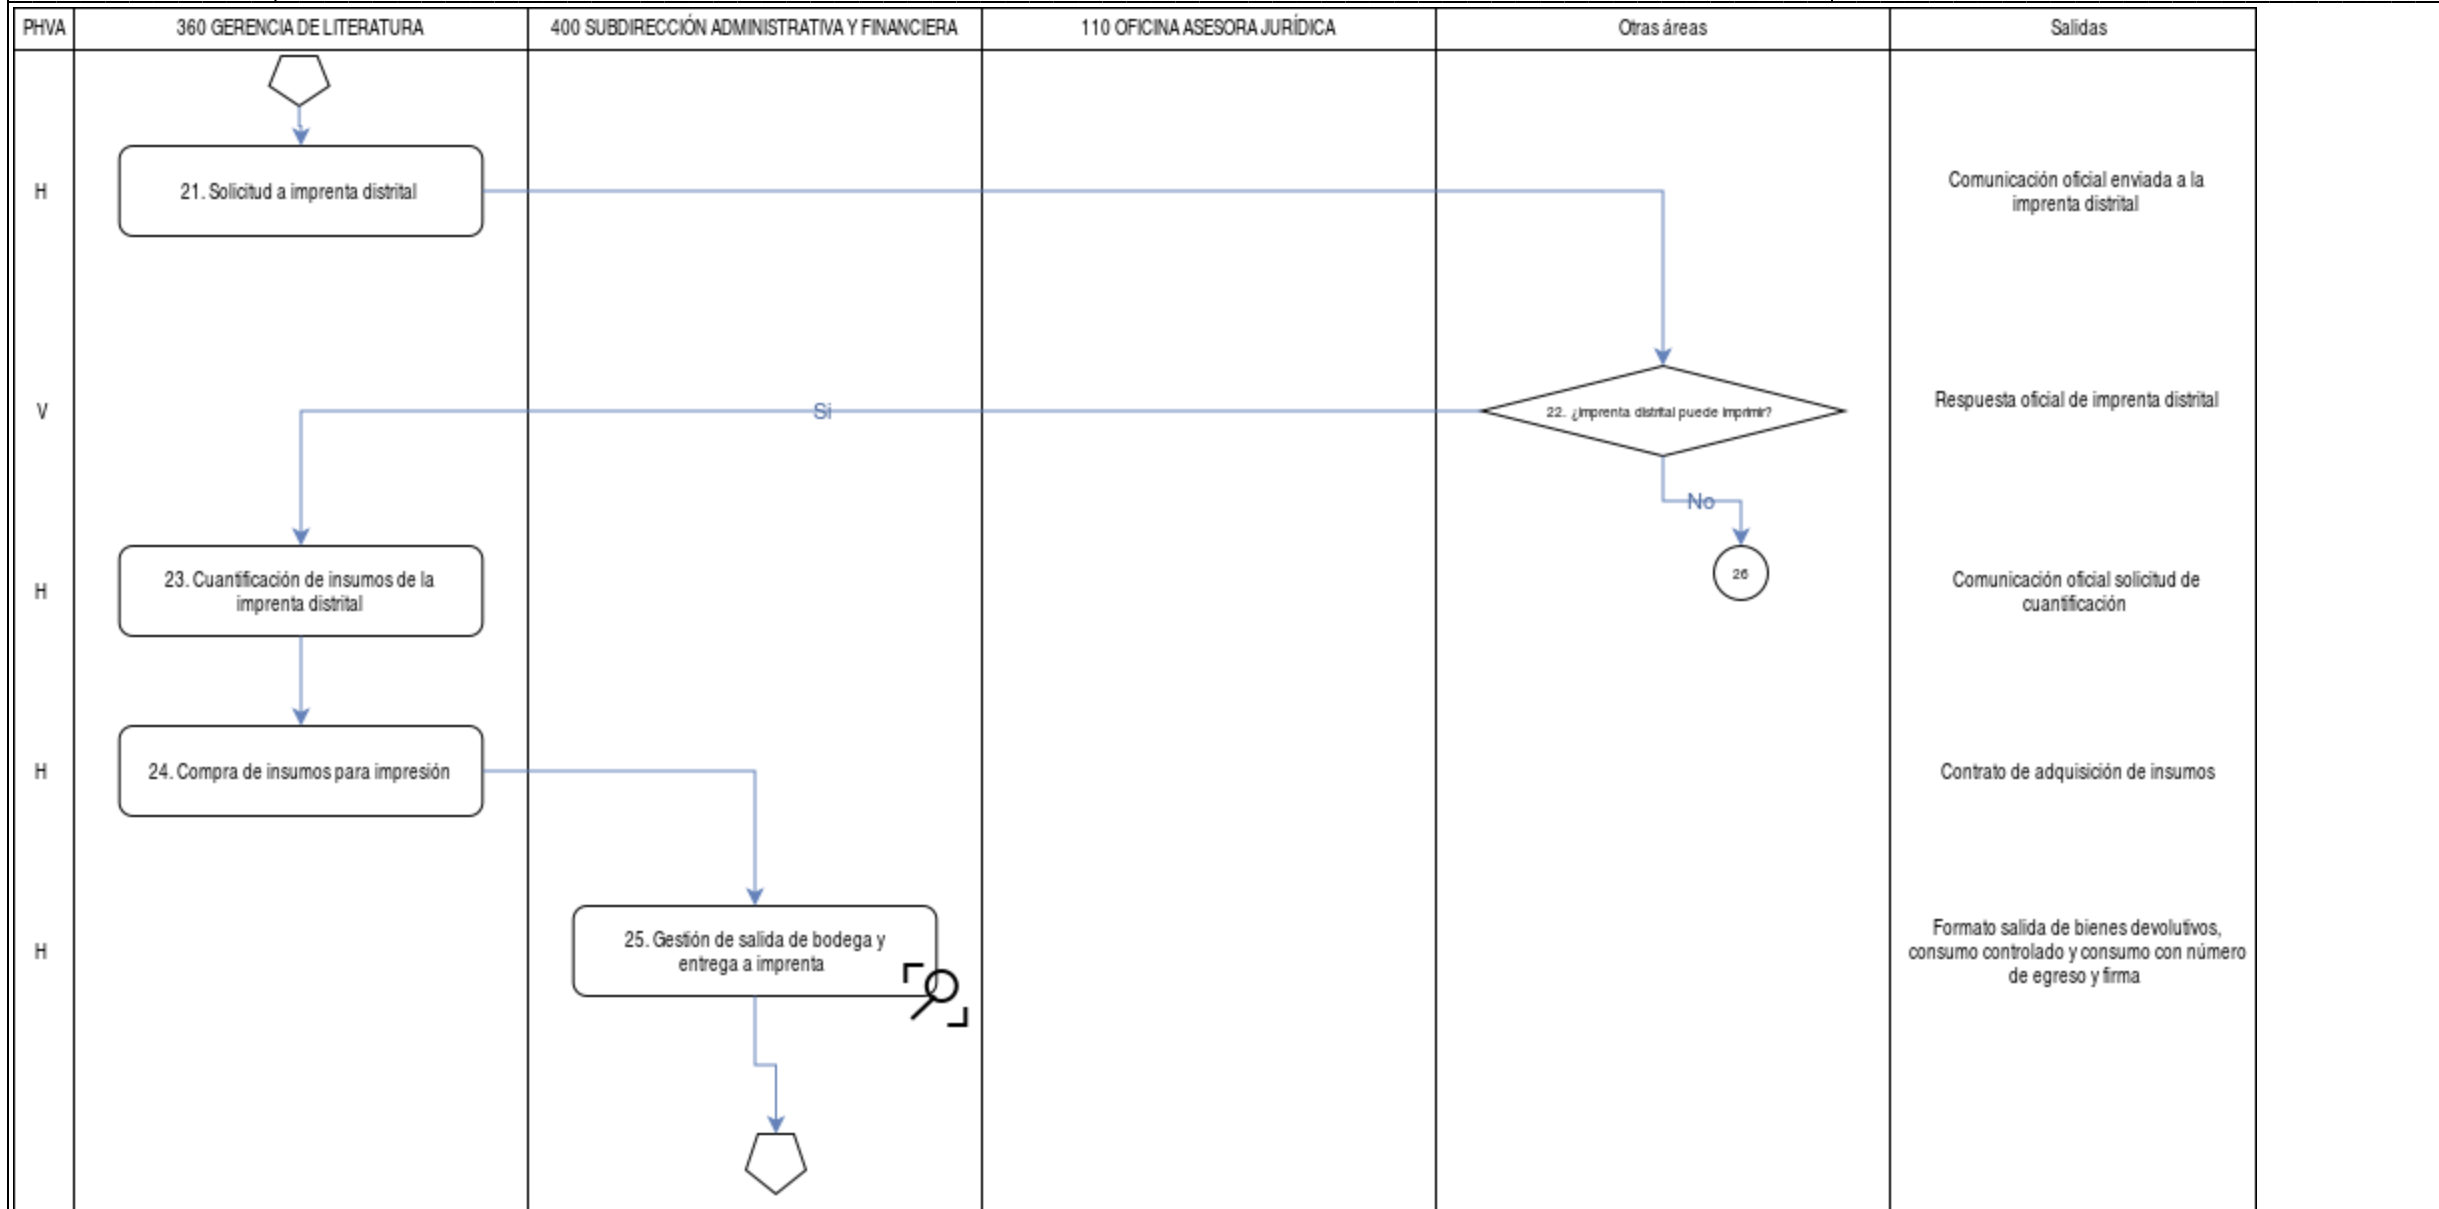 PHVA
360 GERENCIA DE LITERATURA
400 SUBDIRECCIÓN ADMINISTRATIVA Y FINANCIERA
110 OFICINA ASESORA JURÍDICA
Otras áreas
Salidas
H
21. Solicitud a imprenta distrital
Comunicación oficial enviada a la
imprenta distrital
V
Si
22. ¿Imprenta distrital puede imprimir?
Respuesta oficial de imprenta distrital
No
26
H
23. Cuantificación de insumos de la
imprenta distrital
Comunicación oficial solicitud de
cuantificación
H
24. Compra de insumos para impresión
Contrato de adquisición de insumos
H
25. Gestión de salida de bodega y
entrega a imprenta
Formato salida de bienes devolutivos,
consumo controlado y consumo con número
de egreso y firma